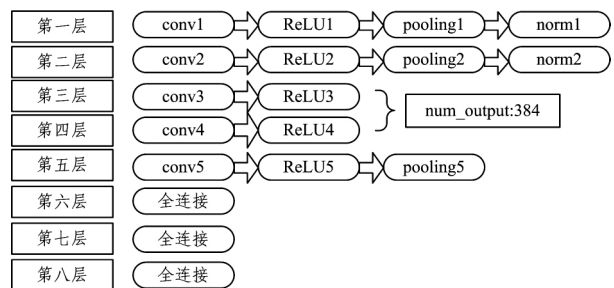 第一层 conv1 ReLU1 pooling1 norm1
第二层 conv2 ReLU2 pooling2 norm2
第三层 conv3 ReLU3
num_output:384
第四层 conv4 ReLU4
第五层 conv5 ReLU5 pooling5
第六层 全连接
第七层 全连接
第八层 全连接